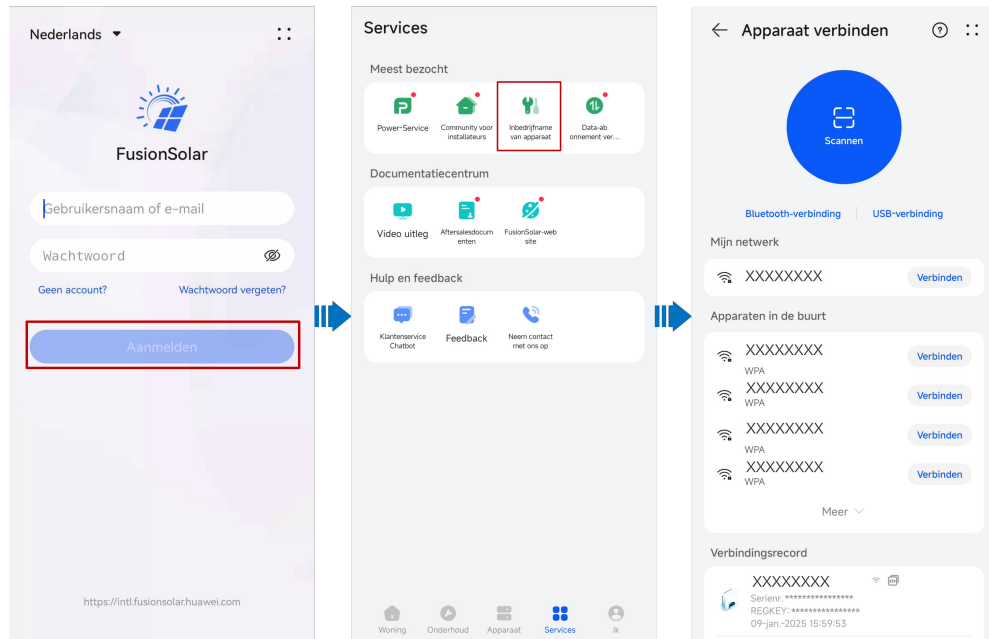 Nederlands
FusionSolar
Gebruikersnaam of e-mail
Wachtwoord
Geen account?
Wachtwoord vergeten?
Aanmelden
https://intl.fusionsolar.huawei.com
Services
Meest bezocht
Power-Service
Community voor
installateurs
Inbedrijfname
van apparaat
Data-ab
onnement ver...
Documentatiecentrum
Video uitleg
Aftersalesdocum
enten
FusionSolar-web
site
Hulp en feedback
Klantenservice
Chatbot
Feedback
Neem contact
met ons op
Woning
Onderhoud
Apparaat
Services
Ik
Apparaat verbinden
Scannen
Bluetooth-verbinding
USB-verbinding
Mijn netwerk
XXXXXXXX
Verbinden
Apparaten in de buurt
XXXXXXXX
WPA
Verbinden
XXXXXXXX
WPA
Verbinden
XXXXXXXX
WPA
Verbinden
XXXXXXXX
WPA
Verbinden
Meer
Verbindingsrecord
XXXXXXXX
Serienr. ****************
REGKEY: ****************
09-jan.-2025 15:59:53